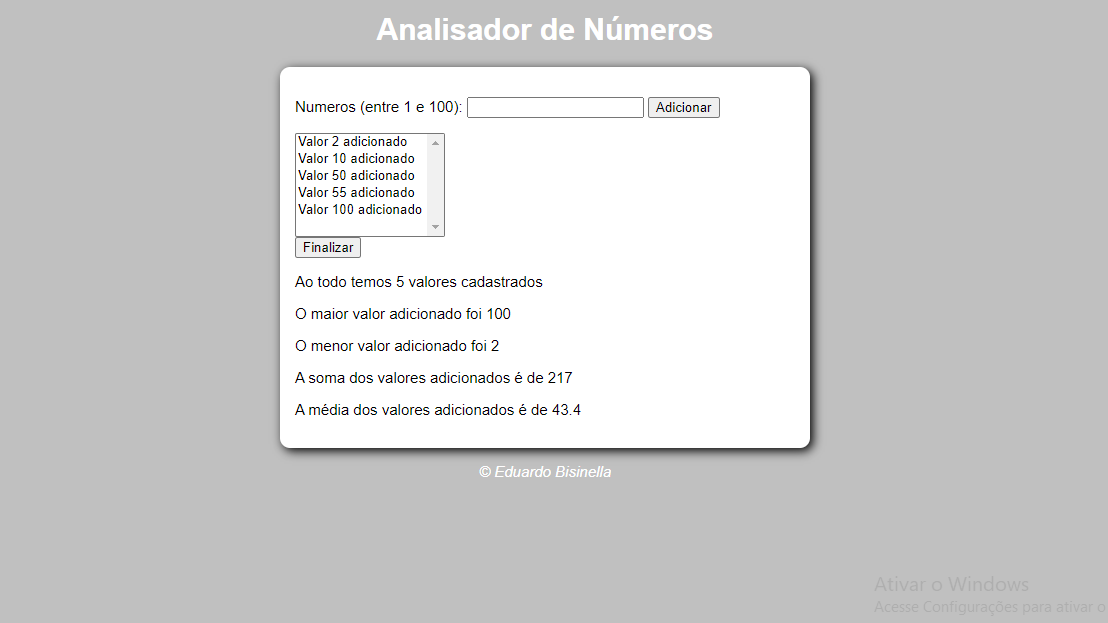 Analisador de Números
Numeros (entre 1 e 100): Adicionar
Valor 2 adicionado
Valor 10 adicionado
Valor 50 adicionado
Valor 55 adicionado
Valor 100 adicionado
Finalizar
Ao todo temos 5 valores cadastrados
O maior valor adicionado foi 100
O menor valor adicionado foi 2
A soma dos valores adicionados é de 217
A média dos valores adicionados é de 43.4
© Eduardo Bisinella
Ativar o Windows
Acesse Configurações para ativar o